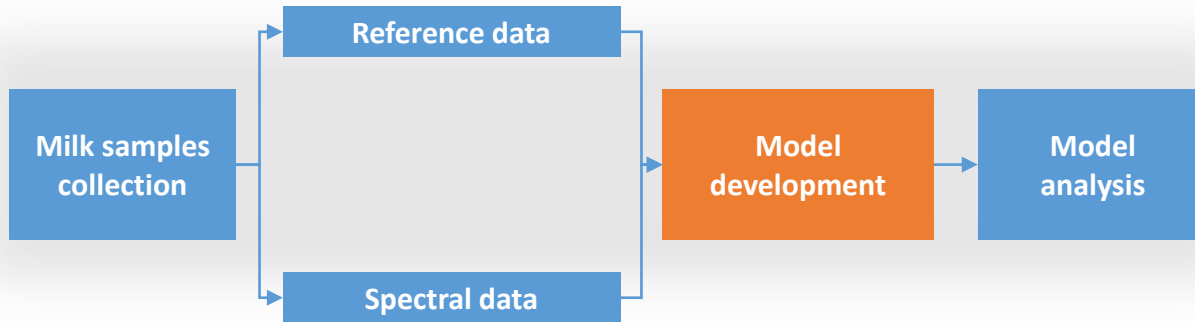 Reference data
Milk samples
collection
Model
development
Model
analysis
Spectral data